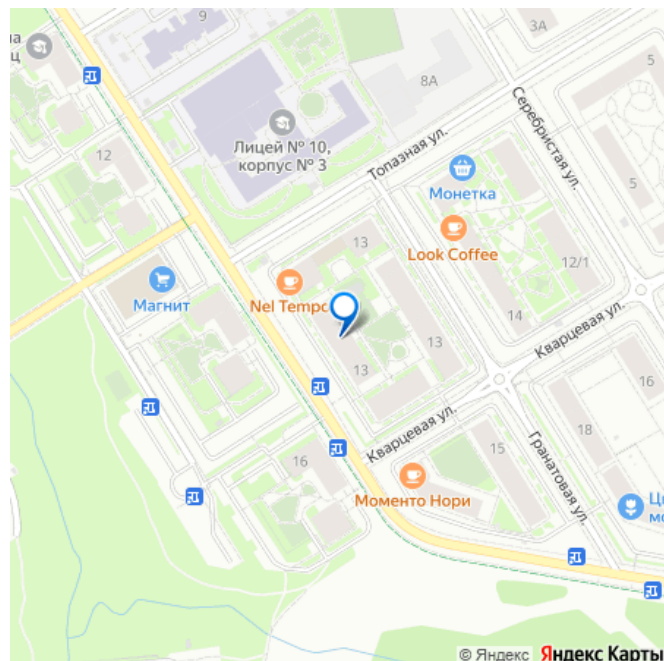 9
3А
5
8А
Лицей № 10,
корпус № 3
Топазная ул.
Серебристая ул.
12
Монетка
5
13
Look Coffee
12/1
Магнит
Nel Tempo
14
13
Кварцевая ул.
13
16
Кварцевая ул.
18
15
16
Гранатовая ул.
Моменто Нори
© Яндекс Яндекс Карты